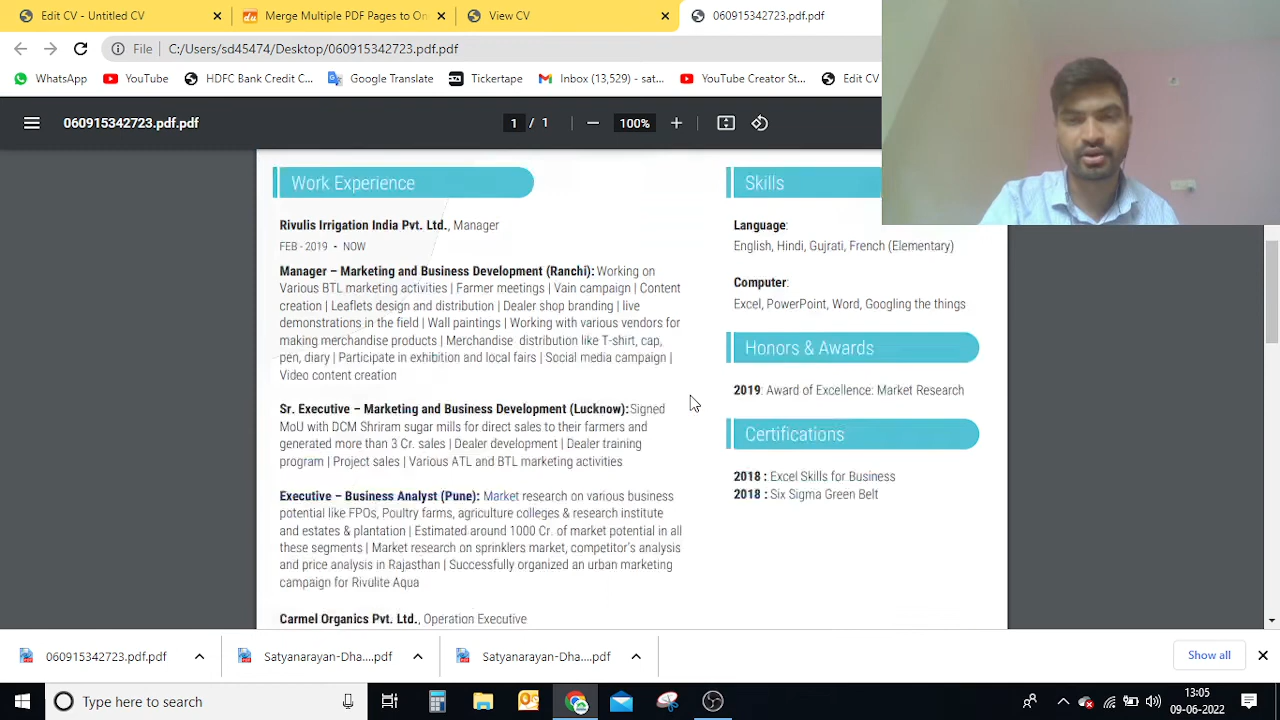 Edit CV - Untitled CV
Merge Multiple PDF Pages to On
View CV
060915342723.pdf.pdf
File
C:/Users/sd45474/Desktop/060915342723.pdf.pdf
WhatsApp
YouTube
HDFC Bank Credit C...
Google Translate
Tickertape
Inbox (13,529) - sat...
YouTube Creator St...
Edit CV
060915342723.pdf.pdf
1 / 1
100%
Work Experience
Rivulis Irrigation India Pvt. Ltd., Manager
FEB - 2019 - NOW
Manager – Marketing and Business Development (Ranchi): Working on
Various BTL marketing activities | Farmer meetings | Vain campaign | Content
creation | Leaflets design and distribution | Dealer shop branding | live
demonstrations in the field | Wall paintings | Working with various vendors for
making merchandise products | Merchandise distribution like T-shirt, cap,
pen, diary | Participate in exhibition and local fairs | Social media campaign |
Video content creation
Sr. Executive – Marketing and Business Development (Lucknow): Signed
MoU with DCM Shriram sugar mills for direct sales to their farmers and
generated more than 3 Cr. sales | Dealer development | Dealer training
program | Project sales | Various ATL and BTL marketing activities
Executive – Business Analyst (Pune): Market research on various business
potential like FPOs, Poultry farms, agriculture colleges & research institute
and estates & plantation | Estimated around 1000 Cr. of market potential in all
these segments | Market research on sprinklers market, competitor's analysis
and price analysis in Rajasthan | Successfully organized an urban marketing
campaign for Rivulite Aqua
Carmel Organics Pvt. Ltd., Operation Executive
Skills
Language:
English, Hindi, Gujrati, French (Elementary)
Computer:
Excel, PowerPoint, Word, Googling the things
Honors & Awards
2019: Award of Excellence: Market Research
Certifications
2018 : Excel Skills for Business
2018 : Six Sigma Green Belt
060915342723.pdf.pdf
Satyanarayan-Dha....pdf
Satyanarayan-Dha....pdf
Show all
Type here to search
13:05
09-06-2022